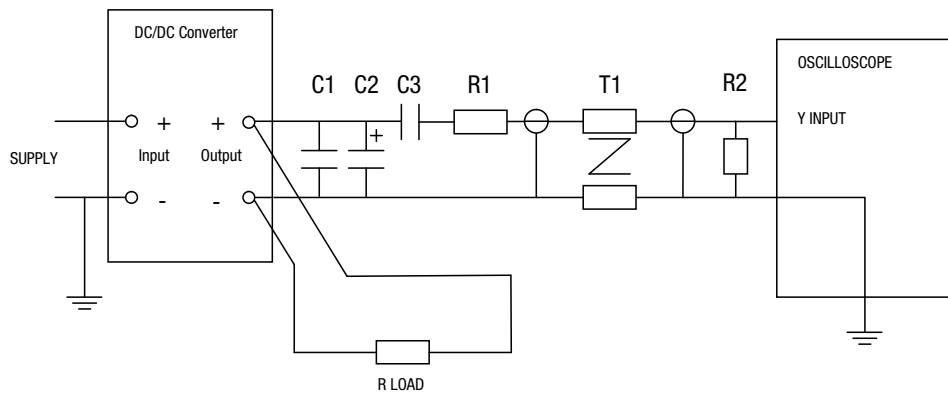 DC/DC Converter
OSCILLOSCOPE
C1 C2 C3 R1 T1 R2
+ + + Y INPUT
SUPPLY Input Output
- -
R LOAD